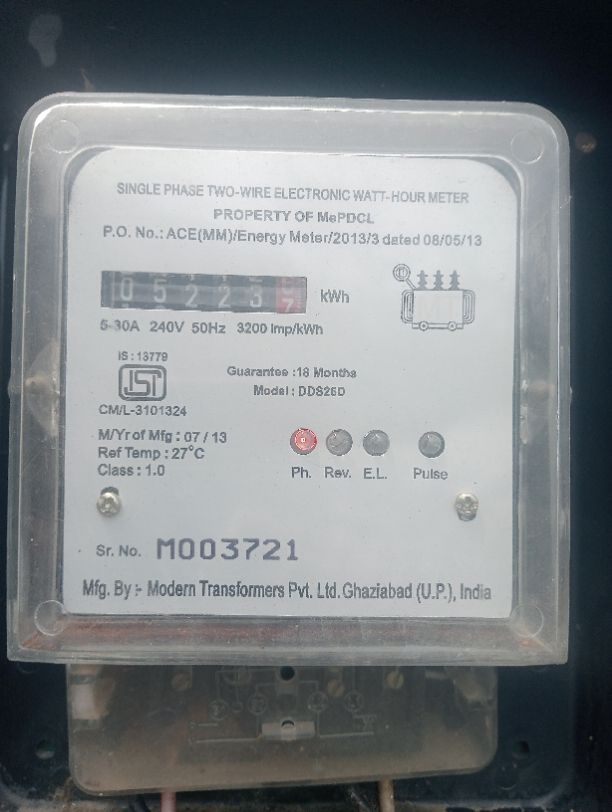 SINGLE PHASE TWO-WIRE ELECTRONIC WATT-HOUR METER
PROPERTY OF MePDCL
P.O. No.: ACE(MM)/Energy Meter/2013/3 dated 08/05/13
0 5 2 2 3 7 kWh
5-30A 240V 50Hz 3200 Imp/kWh
IS : 13779
ISI
CM/L-3101324
Guarantee :18 Months
Model : DDS26D
M/Yr of Mfg : 07 / 13
Ref Temp : 27°C
Class : 1.0
Ph. Rev. E.L. Pulse
Sr. No. M003721
Mfg. By :- Modern Transformers Pvt. Ltd. Ghaziabad (U.P.), India